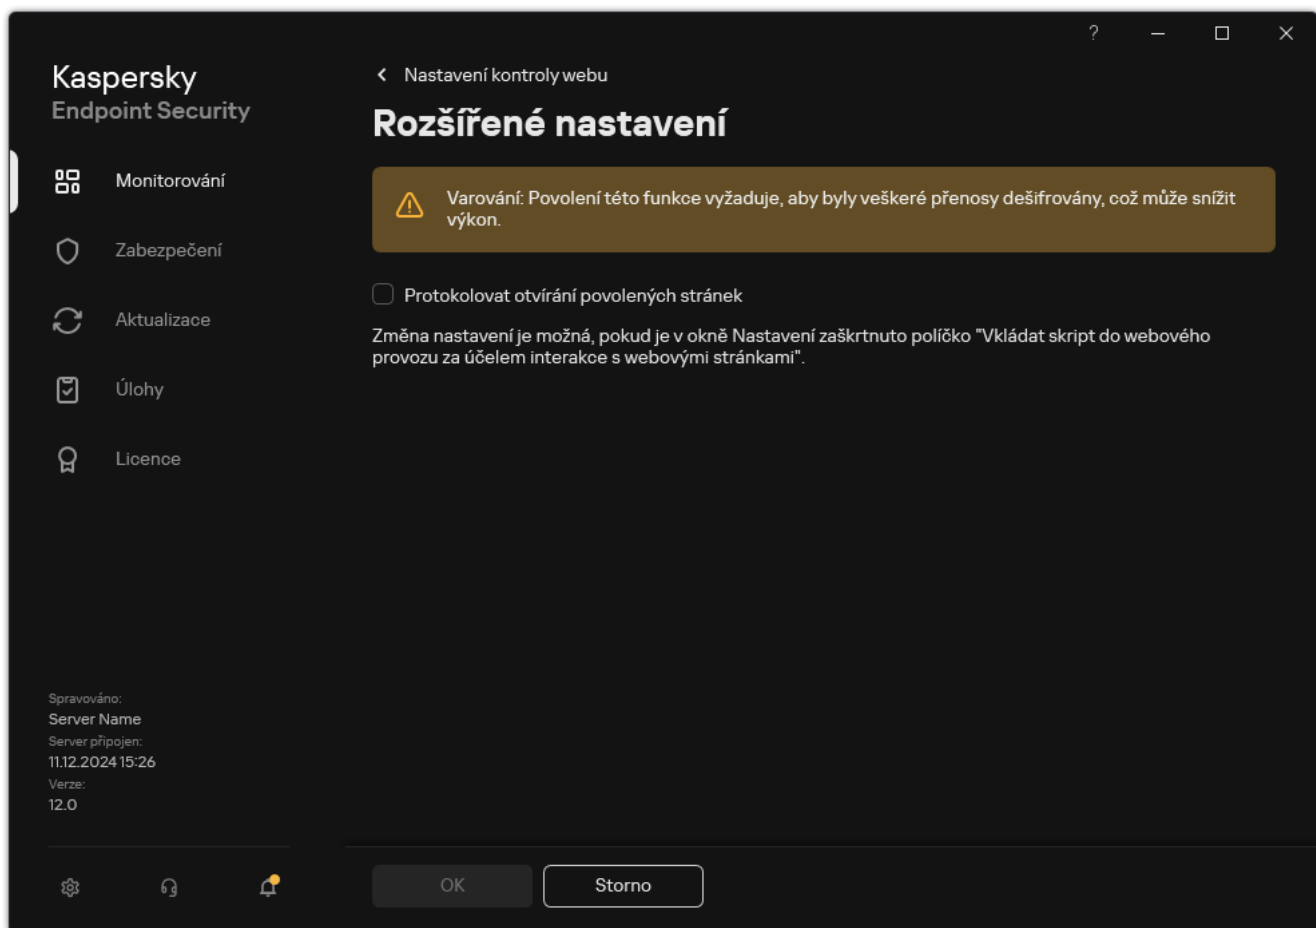 ?
Kaspersky
Endpoint Security
Monitorování
Zabezpečení
Aktualizace
Úlohy
Licence
Spravováno:
Server Name
Server připojen:
11.12.2024 15:26
Verze:
12.0
Nastavení kontroly webu
Rozšířené nastavení
Varování: Povolení této funkce vyžaduje, aby byly veškeré přenosy dešifrovány, což může snížit
výkon.
Protokolovat otvírání povolených stránek
Změna nastavení je možná, pokud je v okně Nastavení zaškrtnuto políčko "Vkládat skript do webového
provozu za účelem interakce s webovými stránkami".
OK
Storno